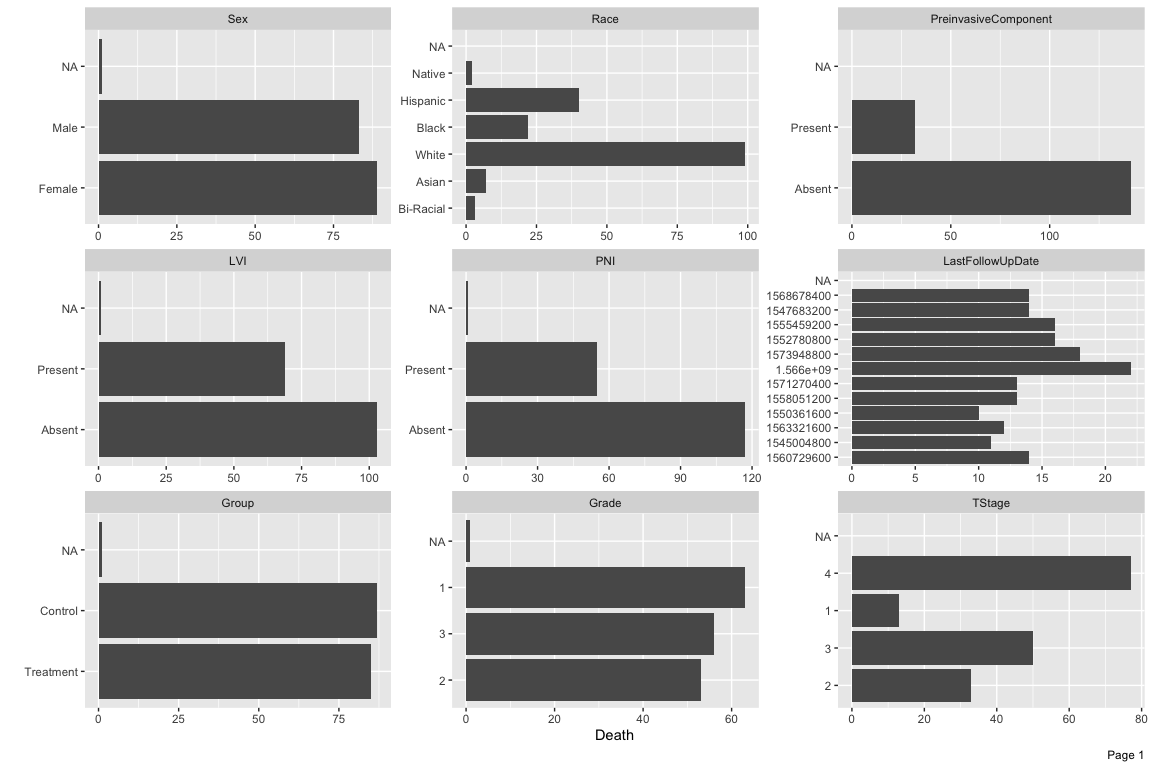 Sex
NA
Male
Female
0 25 50 75
Race
NA
Native
Hispanic
Black
White
Asian
Bi-Racial
0 25 50 75 100
PreinvasiveComponent
NA
Present
Absent
0 50 100
LVI
NA
Present
Absent
0 25 50 75 100
PNI
NA
Present
Absent
0 30 60 90 120
LastFollowUpDate
NA
1568678400
1547683200
1555459200
1552780800
1573948800
1.566e+09
1571270400
1558051200
1550361600
1563321600
1545004800
1560729600
0 5 10 15 20
Group
NA
Control
Treatment
0 25 50 75
Grade
NA
1
3
2
0 20 40 60
TStage
NA
4
1
3
2
0 20 40 60 80
Death
Page 1